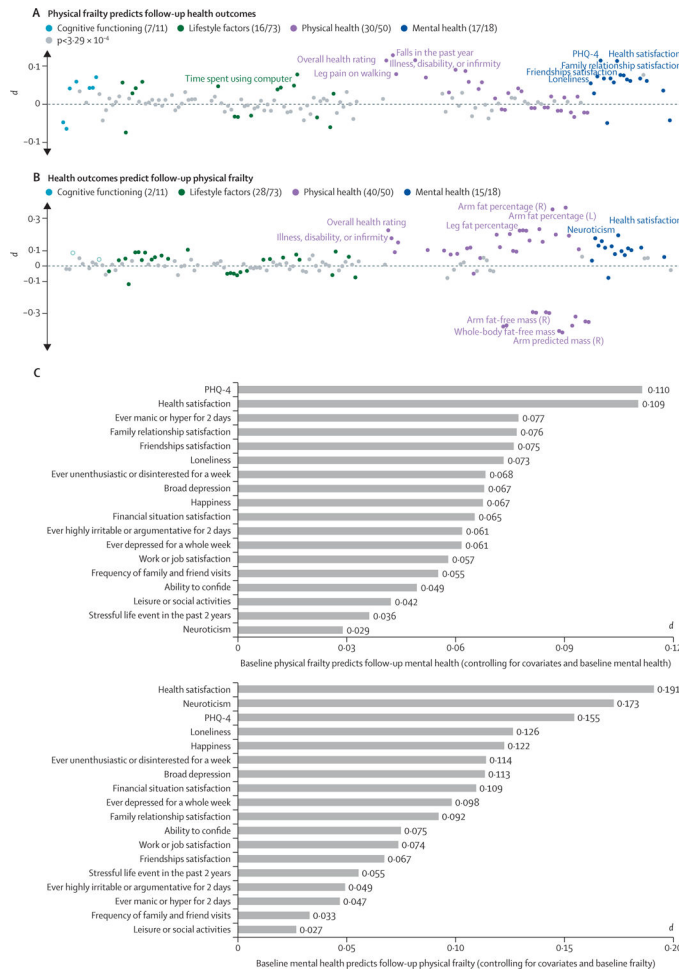 A Physical frailty predicts follow-up health outcomes
Cognitive functioning (7/11) Lifestyle factors (16/73) Physical health (30/50) Mental health (17/18)
p<3·29 × 10⁻⁴
0·1
0
–0·1
d
Overall health rating
Falls in the past year
Illness, disability, or infirmity
Leg pain on walking
Time spent using computer
PHQ-4
Health satisfaction
Family relationship satisfaction
Friendships satisfaction
Loneliness
B Health outcomes predict follow-up physical frailty
Cognitive functioning (2/11) Lifestyle factors (28/73) Physical health (40/50) Mental health (15/18)
0·3
0·1
0
–0·1
–0·3
d
Overall health rating
Illness, disability, or infirmity
Arm fat percentage (R)
Arm fat percentage (L)
Leg fat percentage
Health satisfaction
Neuroticism
Arm fat-free mass (R)
Whole-body fat-free mass
Arm predicted mass (R)
C
PHQ-4 0·110
Health satisfaction 0·109
Ever manic or hyper for 2 days 0·077
Family relationship satisfaction 0·076
Friendships satisfaction 0·075
Loneliness 0·073
Ever unenthusiastic or disinterested for a week 0·068
Broad depression 0·067
Happiness 0·067
Financial situation satisfaction 0·065
Ever highly irritable or argumentative for 2 days 0·061
Ever depressed for a whole week 0·061
Work or job satisfaction 0·057
Frequency of family and friend visits 0·055
Ability to confide 0·049
Leisure or social activities 0·042
Stressful life event in the past 2 years 0·036
Neuroticism 0·029
d
0 0·03 0·06 0·09 0·12
Baseline physical frailty predicts follow-up mental health (controlling for covariates and baseline mental health)
Health satisfaction 0·191
Neuroticism 0·173
PHQ-4 0·155
Loneliness 0·126
Happiness 0·122
Ever unenthusiastic or disinterested for a week 0·114
Broad depression 0·113
Financial situation satisfaction 0·109
Ever depressed for a whole week 0·098
Family relationship satisfaction 0·092
Ability to confide 0·075
Work or job satisfaction 0·074
Friendships satisfaction 0·067
Stressful life event in the past 2 years 0·055
Ever highly irritable or argumentative for 2 days 0·049
Ever manic or hyper for 2 days 0·047
Frequency of family and friend visits 0·033
Leisure or social activities 0·027
d
0 0·05 0·10 0·15 0·20
Baseline mental health predicts follow-up physical frailty (controlling for covariates and baseline frailty)